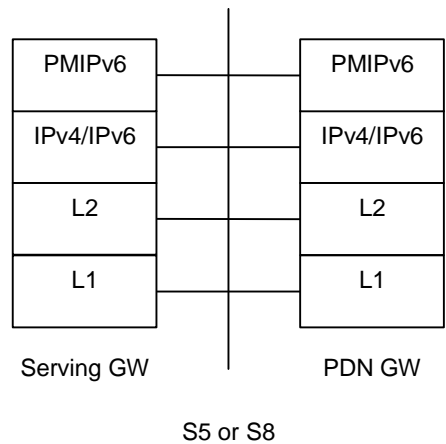 PMIPv6 PMIPv6
IPv4/IPv6 IPv4/IPv6
L2 L2
L1 L1
Serving GW PDN GW
S5 or S8